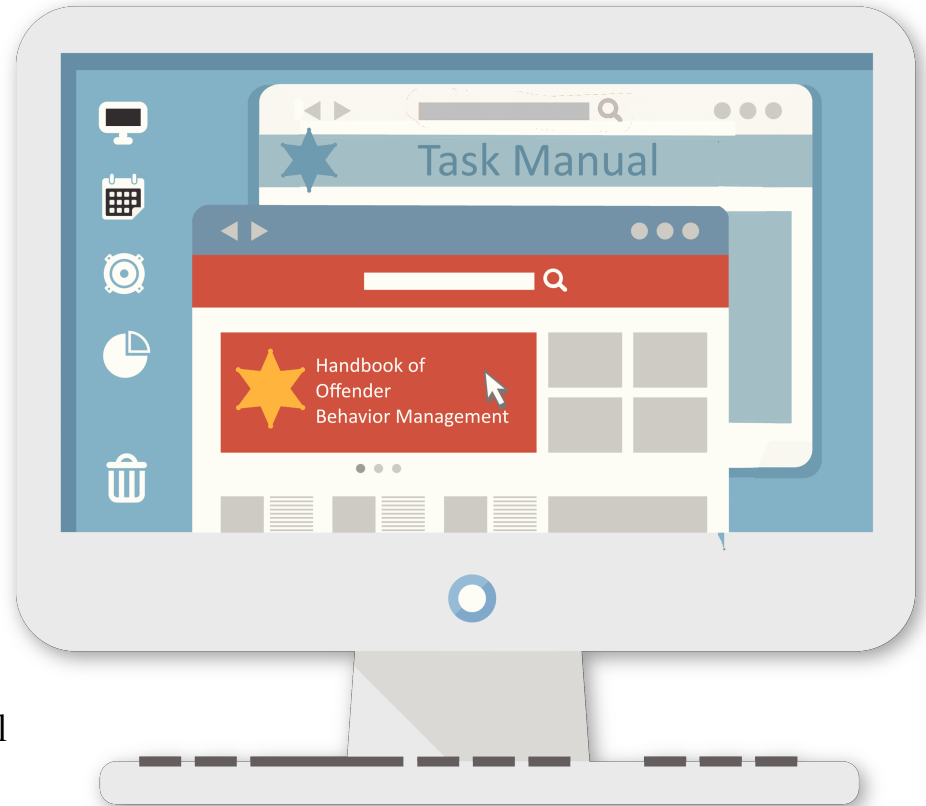 Task Manual
Handbook of
Offender
Behavior Management
l